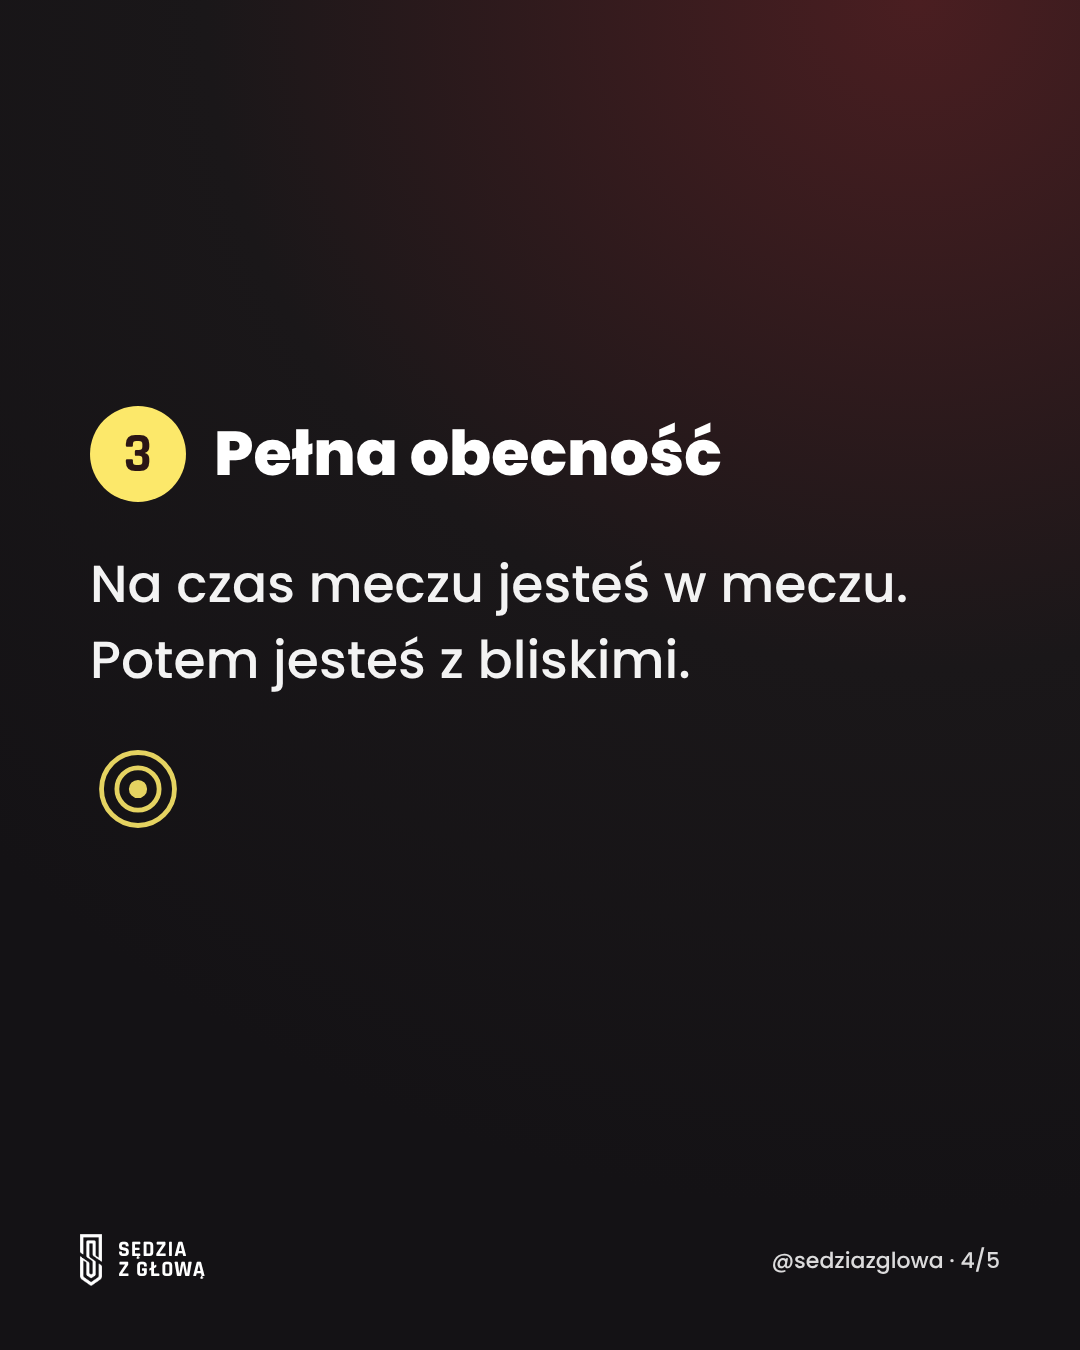 3 Pełna obecność
Na czas meczu jesteś w meczu.
Potem jesteś z bliskimi.
SĘDZIA
Z GŁOWĄ
@sedziazglowa · 4/5